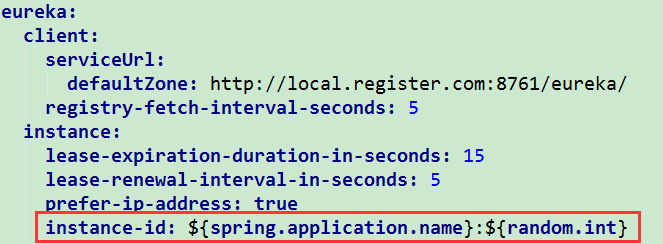 eureka:
  client:
    serviceUrl:
      defaultZone: http://local.register.com:8761/eureka/
    registry-fetch-interval-seconds: 5
  instance:
    lease-expiration-duration-in-seconds: 15
    lease-renewal-interval-in-seconds: 5
    prefer-ip-address: true
    instance-id: ${spring.application.name}:${random.int}